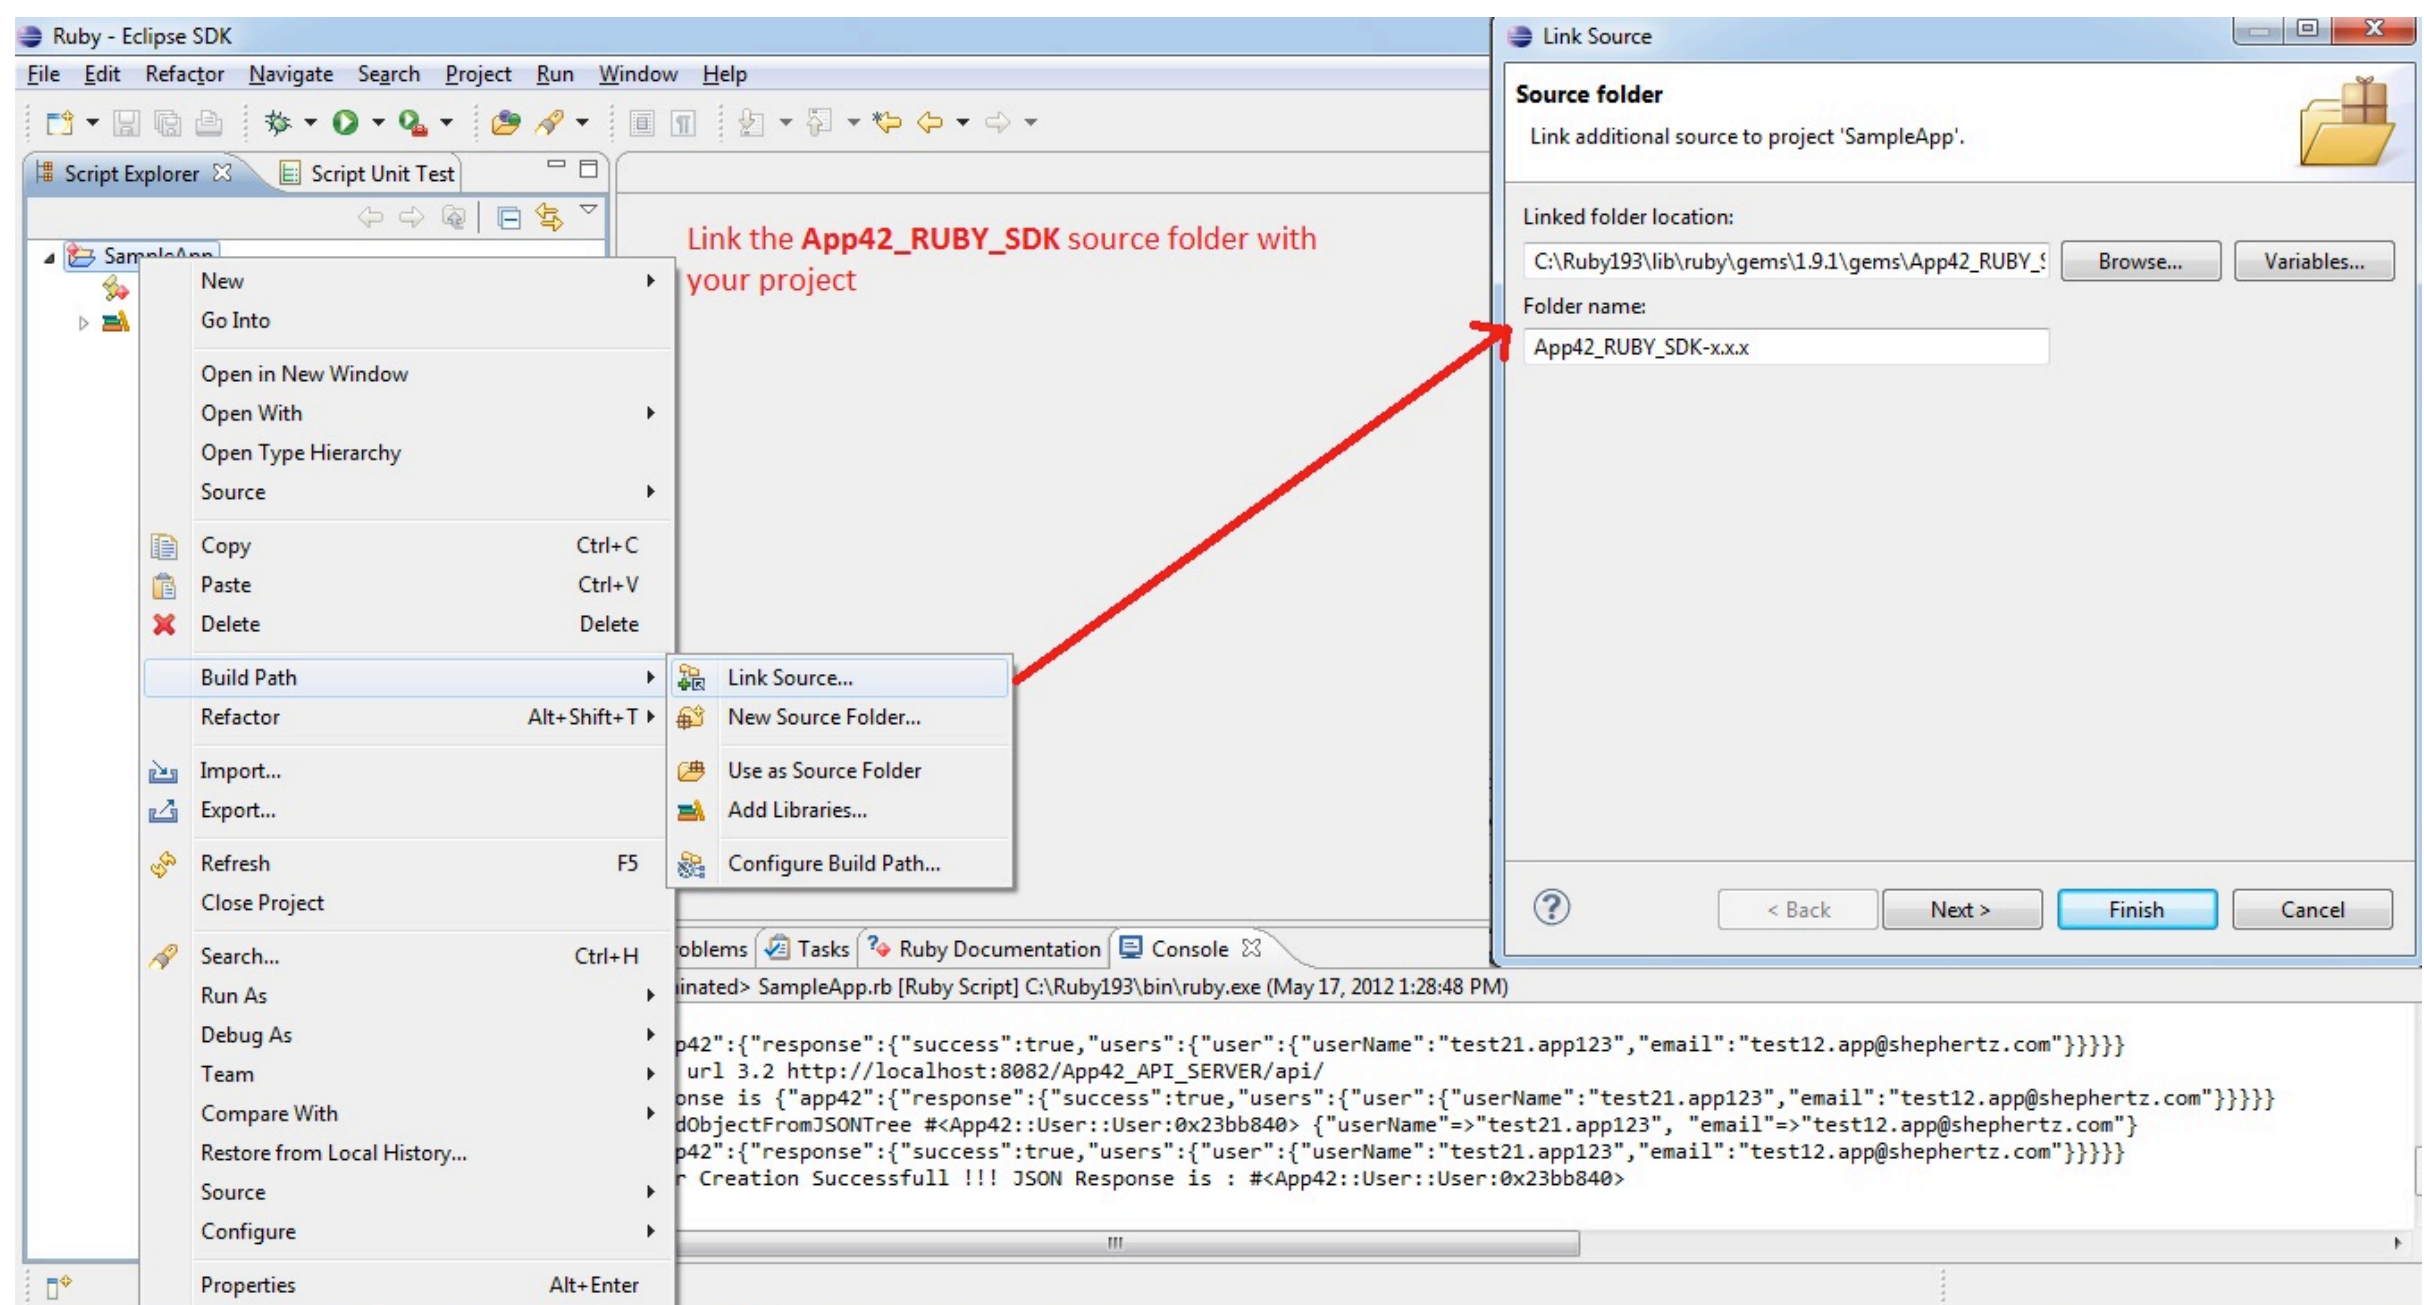 Ruby - Eclipse SDK
File Edit Refactor Navigate Search Project Run Window Help
Script Explorer Script Unit Test
SampleApp
Link the App42_RUBY_SDK source folder with
your project
New
Go Into
Open in New Window
Open With
Open Type Hierarchy
Source
Copy Ctrl+C
Paste Ctrl+V
Delete Delete
Build Path
Refactor Alt+Shift+T
Import...
Export...
Refresh F5
Close Project
Search... Ctrl+H
Run As
Debug As
Team
Compare With
Restore from Local History...
Source
Configure
Properties Alt+Enter
Link Source...
New Source Folder...
Use as Source Folder
Add Libraries...
Configure Build Path...
Link Source
Source folder
Link additional source to project 'SampleApp'.
Linked folder location:
C:\Ruby193\lib\ruby\gems\1.9.1\gems\App42_RUBY_S Browse... Variables...
Folder name:
App42_RUBY_SDK-x.x.x
? < Back Next > Finish Cancel
oblems Tasks Ruby Documentation Console
inated> SampleApp.rb [Ruby Script] C:\Ruby193\bin\ruby.exe (May 17, 2012 1:28:48 PM)
p42":{"response":{"success":true,"users":{"user":{"userName":"test21.app123","email":"test12.app@shephertz.com"}}}}}
url 3.2 http://localhost:8082/App42_API_SERVER/api/
onse is {"app42":{"response":{"success":true,"users":{"user":{"userName":"test21.app123","email":"test12.app@shephertz.com"}}}}}
dObjectFromJSONTree #<App42::User::User:0x23bb840> {"userName"=>"test21.app123", "email"=>"test12.app@shephertz.com"}
p42":{"response":{"success":true,"users":{"user":{"userName":"test21.app123","email":"test12.app@shephertz.com"}}}}}
r Creation Successfull !!! JSON Response is : #<App42::User::User:0x23bb840>